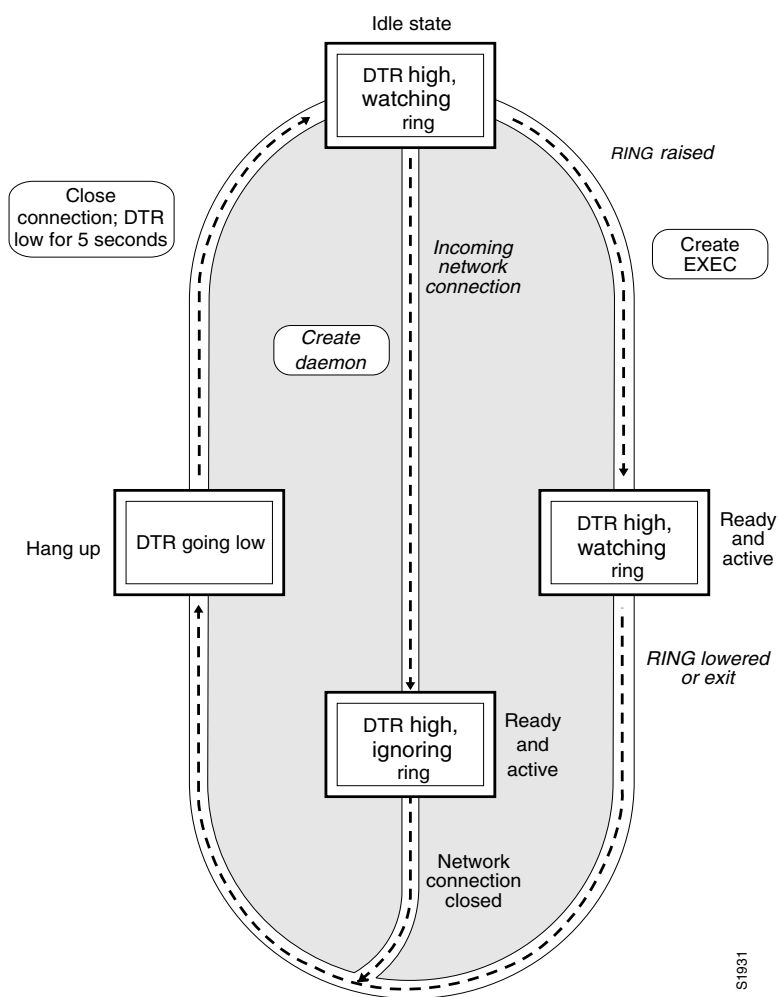 Idle state
DTR high,
watching
ring
RING raised
Close
connection; DTR
low for 5 seconds
Create
EXEC
Incoming
network
connection
Create
daemon
Hang up
DTR going low
DTR high,
watching
ring
Ready
and
active
RING lowered
or exit
DTR high,
ignoring
ring
Ready
and
active
Network
connection
closed
S1931